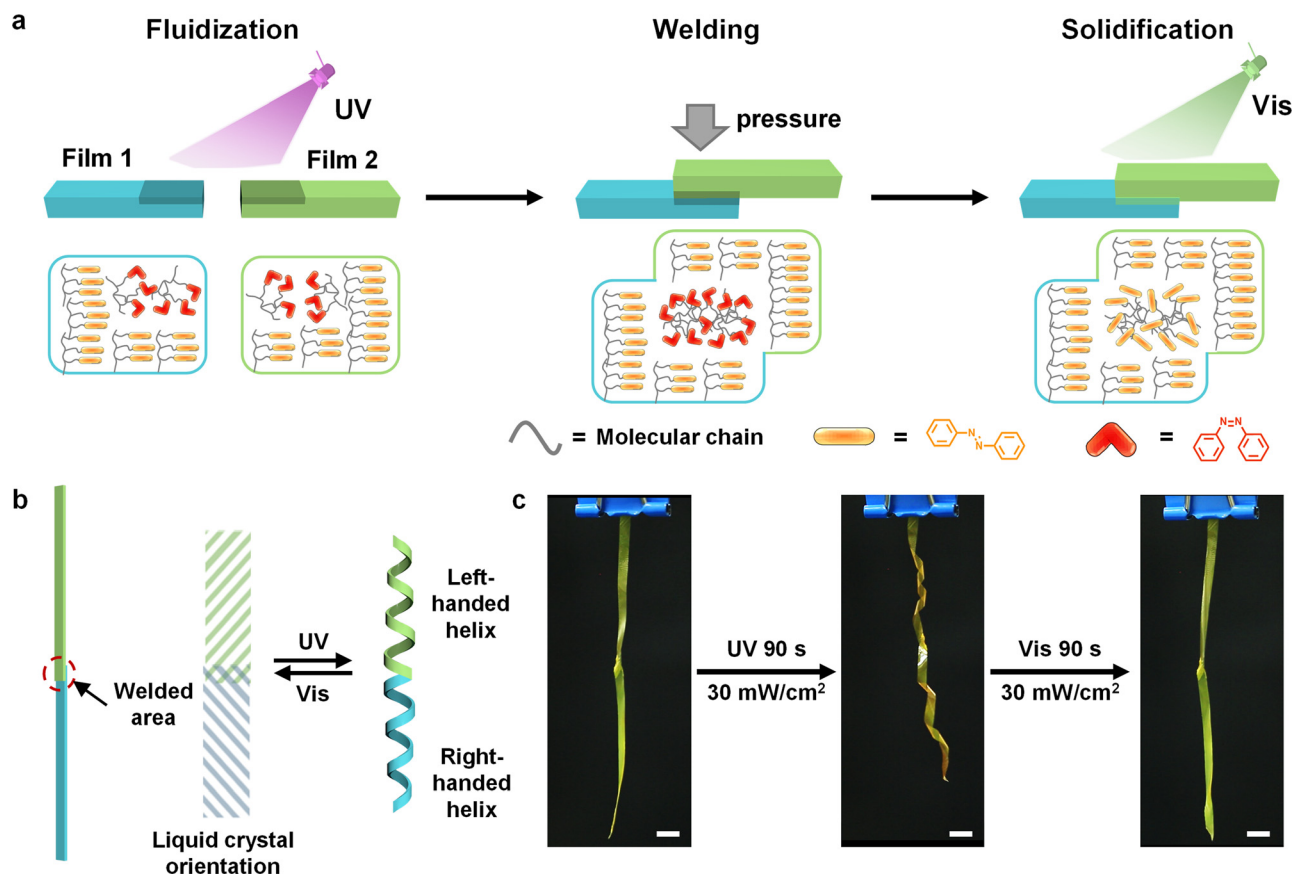 a
Fluidization
Welding
Solidification
UV
Vis
pressure
Film 1
Film 2
= Molecular chain
=
N
N
=
N=N
b
Welded
area
UV
Vis
Liquid crystal
orientation
Left-
handed
helix
Right-
handed
helix
c
UV 90 s
30 mW/cm²
Vis 90 s
30 mW/cm²